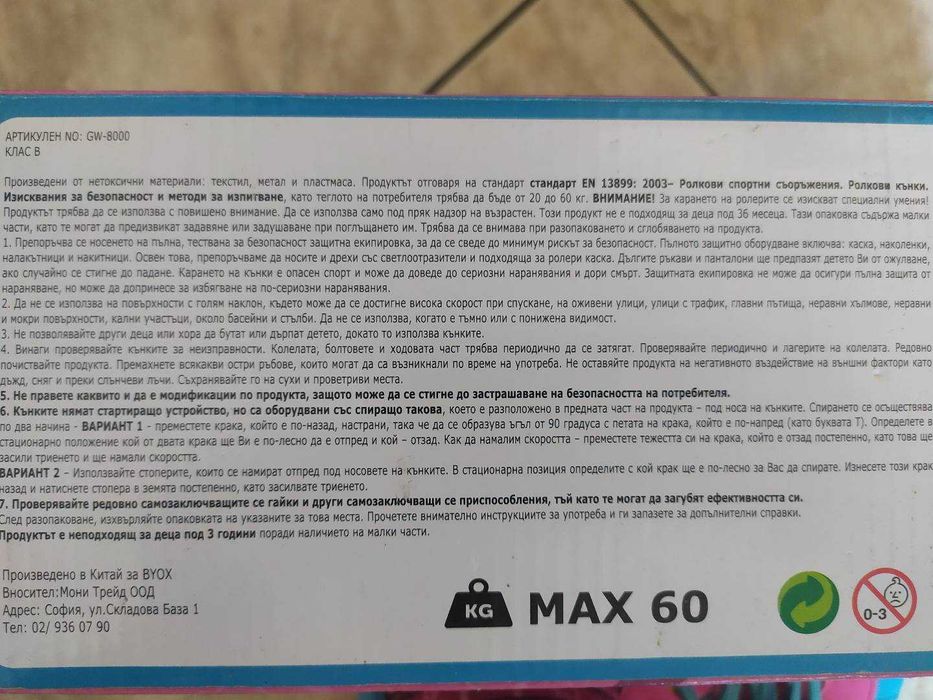 АРТИКУЛЕН NO: GW-8000
КЛАС B
Произведени от нетоксични материали: текстил, метал и пластмаса. Продуктът отговаря на стандарт стандарт EN 13899: 2003– Ролкови спортни съоръжения. Ролкови кънки.
Изисквания за безопасност и методи за изпитване, като теглото на потребителя трябва да бъде от 20 до 60 кг. ВНИМАНИЕ! За карането на ролерите се изискват специални умения!
Продуктът трябва да се използва с повишено внимание. Да се използва само под пряк надзор на възрастен. Този продукт не е подходящ за деца под 36 месеца. Тази опаковка съдържа малки
части, като те могат да предизвикат задавяне или задушаване при поглъщането им. Трябва да се внимава при разопаковането и сглобяването на продукта.
1. Препоръчва се носенето на пълна, тествана за безопасност защитна екипировка, за да се сведе до минимум рискът за безопасност. Пълното защитно оборудване включва: каска, наколенки,
налакътници и накитници. Освен това, препоръчваме да носите и дрехи със светлоотразители и подходяща за ролери каска. Дългите ръкави и панталони ще предпазят детето Ви от ожулване,
ако случайно се стигне до падане. Карането на кънки е опасен спорт и може да доведе до сериозни наранявания и дори смърт. Защитната екипировка не може да осигури пълна защита от
нараняване, но може да допринесе за избягване на по-сериозни наранявания.
2. Да не се използва на повърхности с голям наклон, където може да се достигне висока скорост при спускане, на оживени улици, улици с трафик, главни пътища, неравни хълмове, неравни
и мокри повърхности, кални участъци, около басейни и стълби. Да не се използва, когато е тъмно или с понижена видимост.
3. Не позволявайте други деца или хора да бутат или дърпат детето, докато то използва кънките.
4. Винаги проверявайте кънките за неизправности. Колелата, болтовете и ходовата част трябва периодично да се затягат. Проверявайте периодично и лагерите на колелата. Редовно
почиствайте продукта. Премахнете всякакви остри ръбове, които могат да са възникнали по време на употреба. Не оставяйте продукта на негативното въздействие на външни фактори като
дъжд, сняг и преки слънчеви лъчи. Съхранявайте го на сухи и проветриви места.
5. Не правете каквито и да е модификации по продукта, защото може да се стигне до застрашаване на безопасността на потребителя.
6. Кънките нямат стартиращо устройство, но са оборудвани със спиращо такова, което е разположено в предната част на продукта – под носа на кънките. Спирането се осъществява
по два начина - ВАРИАНТ 1 - преместете крака, който е по-назад, настрани, така че да се образува ъгъл от 90 градуса с петата на крака, който е по-напред (като буквата Т). Определете в
стационарно положение кой от двата крака ще Ви е по-лесно да е отпред и кой – отзад. Как да намалим скоростта – преместете тежестта си на крака, който е отзад постепенно, като това ще
засили триенето и ще намали скоростта.
ВАРИАНТ 2 - Използвайте стоперите, които се намират отпред под носовете на кънките. В стационарна позиция определите с кой крак ще е по-лесно за Вас да спирате. Изнесете този крак
назад и натиснете стопера в земята постепенно, като засилвате триенето.
7. Проверявайте редовно самозаключващите се гайки и други самозаключващи се приспособления, тъй като те могат да загубят ефективността си.
След разопаковане, изхвърляйте опаковката на указаните за това места. Прочетете внимателно инструкциите за употреба и ги запазете за допълнителни справки.
Продуктът е неподходящ за деца под 3 години поради наличието на малки части.
Произведено в Китай за BYOX
Вносител:Мони Трейд ООД
Адрес: София, ул.Складова База 1
Тел: 02/ 936 07 90
KG MAX 60
0-3